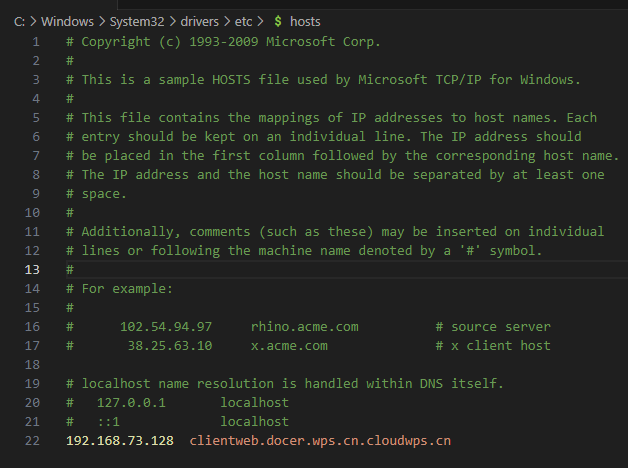 C: > Windows > System32 > drivers > etc > $ hosts
1 # Copyright (c) 1993-2009 Microsoft Corp.
2 #
3 # This is a sample HOSTS file used by Microsoft TCP/IP for Windows.
4 #
5 # This file contains the mappings of IP addresses to host names. Each
6 # entry should be kept on an individual line. The IP address should
7 # be placed in the first column followed by the corresponding host name.
8 # The IP address and the host name should be separated by at least one
9 # space.
10 #
11 # Additionally, comments (such as these) may be inserted on individual
12 # lines or following the machine name denoted by a '#' symbol.
13 #
14 # For example:
15 #
16 # 102.54.94.97 rhino.acme.com # source server
17 # 38.25.63.10 x.acme.com # x client host
18
19 # localhost name resolution is handled within DNS itself.
20 # 127.0.0.1 localhost
21 # ::1 localhost
22 192.168.73.128 clientweb.docer.wps.cn.cloudwps.cn